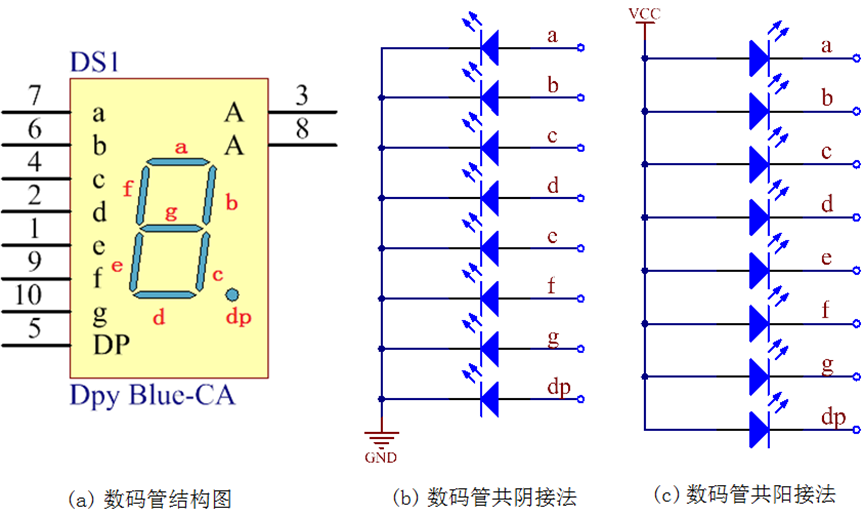 DS1
7 a A 3
6 b A 8
4 c
2 d
1 e
9 f
10 g
5 DP
a
f b
g
e c
d dp
Dpy Blue-CA
(a) 数码管结构图
a
b
c
d
e
f
g
dp
GND
(b) 数码管共阴接法
VCC
a
b
c
d
e
f
g
dp
(c) 数码管共阳接法